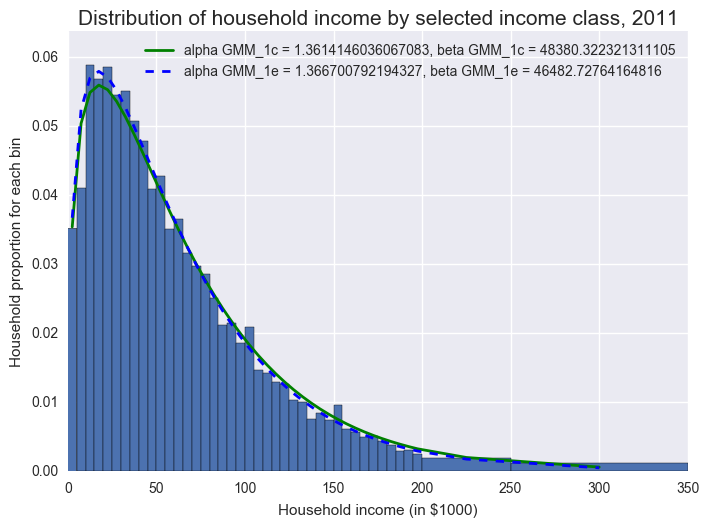 Distribution of household income by selected income class, 2011
alpha GMM_1c = 1.3614146036067083, beta GMM_1c = 48380.322321311105
alpha GMM_1e = 1.366700792194327, beta GMM_1e = 46482.72764164816
Household proportion for each bin
0.06
0.05
0.04
0.03
0.02
0.01
0.00
0 50 100 150 200 250 300 350
Household income (in $1000)